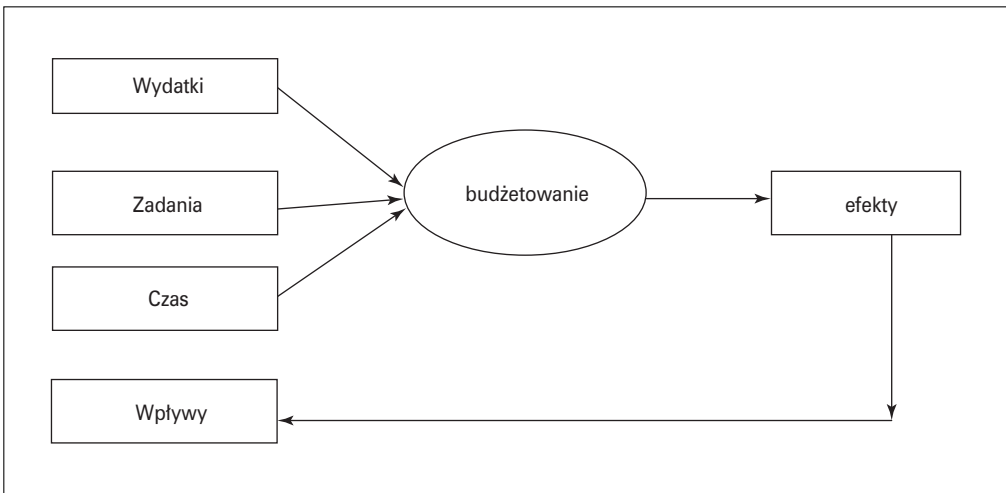 Wydatki
Zadania
Czas
Wpływy
budżetowanie
efekty